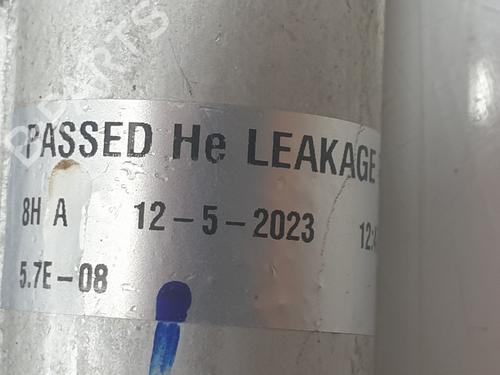 PASSED He LEAKAGE
8H A 12-5-2023
5.7E-08